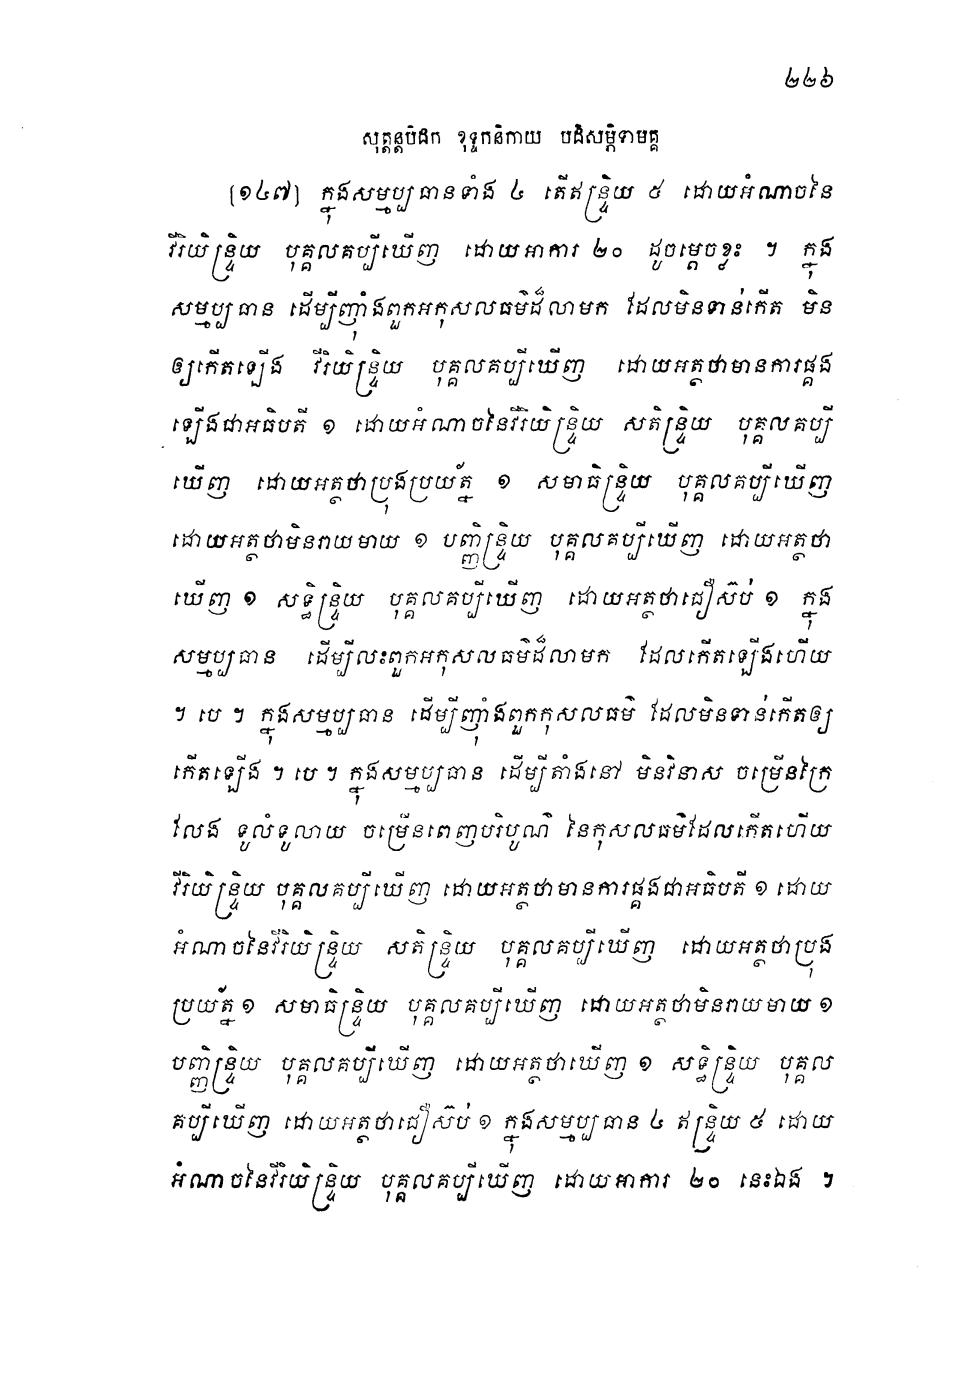 ២២៦
សុត្តន្តបិដក ខុទ្ទកនិកាយ បដិសម្ភិទាមគ្គ
[១៤៧] ក្នុងសម្មប្បធានទាំង ៤ តើឥន្ទ្រិយ ៥ ដោយអំណាចនៃ
វីរិយិន្ទ្រិយ បុគ្គលគប្បីឃើញ ដោយអាការ ២០ ដូចម្តេចខ្លះ ។ ក្នុង
សម្មប្បធាន ដើម្បីញ៉ាំងពួកអកុសលធម៌ដ៏លាមក ដែលមិនទាន់កើត មិន
ឲ្យកើតឡើង វីរិយិន្ទ្រិយ បុគ្គលគប្បីឃើញ ដោយអត្ថថាមានការផ្គង
ឡើងជាអធិបតី ១ ដោយអំណាចនៃវីរិយិន្ទ្រិយ សតិន្ទ្រិយ បុគ្គលគប្បី
ឃើញ ដោយអត្ថថាប្រុងប្រយ័ត្ន ១ សមាធិន្ទ្រិយ បុគ្គលគប្បីឃើញ
ដោយអត្ថថាមិនរាយមាយ ១ បញ្ញិន្ទ្រិយ បុគ្គលគប្បីឃើញ ដោយអត្ថថា
ឃើញ ១ សទ្ធិន្ទ្រិយ បុគ្គលគប្បីឃើញ ដោយអត្ថថាជឿស៊ប់ ១ ក្នុង
សម្មប្បធាន ដើម្បីលះពួកអកុសលធម៌ដ៏លាមក ដែលកើតឡើងហើយ
។ បេ ។ ក្នុងសម្មប្បធាន ដើម្បីញ៉ាំងពួកកុសលធម៌ ដែលមិនទាន់កើតឲ្យ
កើតឡើង ។ បេ ។ ក្នុងសម្មប្បធាន ដើម្បីតាំងនៅ មិនវិនាស ចម្រើនក្រៃ
លែង ទូលំទូលាយ ចម្រើនពេញបរិបូណ៌ នៃកុសលធម៌ដែលកើតហើយ
វីរិយិន្ទ្រិយ បុគ្គលគប្បីឃើញ ដោយអត្ថថាមានការផ្គងជាអធិបតី ១ ដោយ
អំណាចនៃវីរិយិន្ទ្រិយ សតិន្ទ្រិយ បុគ្គលគប្បីឃើញ ដោយអត្ថថាប្រុង
ប្រយ័ត្ន ១ សមាធិន្ទ្រិយ បុគ្គលគប្បីឃើញ ដោយអត្ថថាមិនរាយមាយ ១
បញ្ញិន្ទ្រិយ បុគ្គលគប្បីឃើញ ដោយអត្ថថាឃើញ ១ សទ្ធិន្ទ្រិយ បុគ្គល
គប្បីឃើញ ដោយអត្ថថាជឿស៊ប់ ១ ក្នុងសម្មប្បធាន ៤ ឥន្ទ្រិយ ៥ ដោយ
អំណាចនៃវីរិយិន្ទ្រិយ បុគ្គលគប្បីឃើញ ដោយអាការ ២០ នេះឯង ។